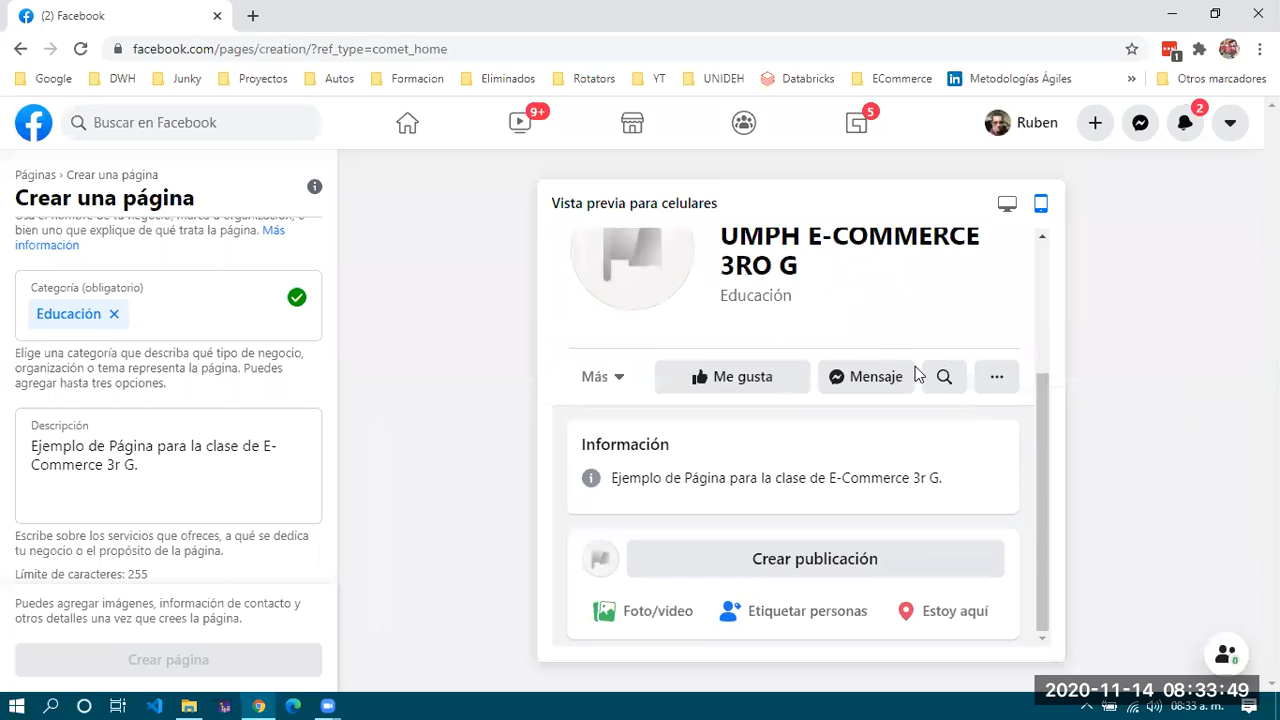 (2) Facebook
facebook.com/pages/creation/?ref_type=comet_home
1
Google
DWH
Junky
Proyectos
Autos
Formacion
Eliminados
Rotators
YT
UNIDEH
Databricks
ECommerce
Metodologías Ágiles
»
Otros marcadores
Buscar en Facebook
9+
5
Ruben
2
Páginas › Crear una página
Crear una página
bien uno que explique de qué trata la página. Más
información
Categoría (obligatorio)
Educación
Elige una categoría que describa qué tipo de negocio,
organización o tema representa la página. Puedes
agregar hasta tres opciones.
Descripción
Ejemplo de Página para la clase de E-
Commerce 3r G.
Escribe sobre los servicios que ofreces, a qué se dedica
tu negocio o el propósito de la página.
Límite de caracteres: 255
Puedes agregar imágenes, información de contacto y
otros detalles una vez que crees la página.
Crear página
Vista previa para celulares
UMPH E-COMMERCE
3RO G
Educación
Más
Me gusta
Mensaje
Información
Ejemplo de Página para la clase de E-Commerce 3r G.
Crear publicación
Foto/video
Etiquetar personas
Estoy aquí
0
2020-11-14 08:33:49
08:33 a. m.